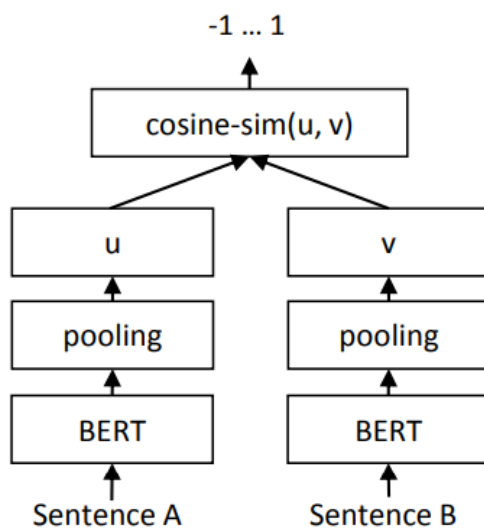 -1 … 1
cosine-sim(u, v)
u v
pooling pooling
BERT BERT
Sentence A Sentence B